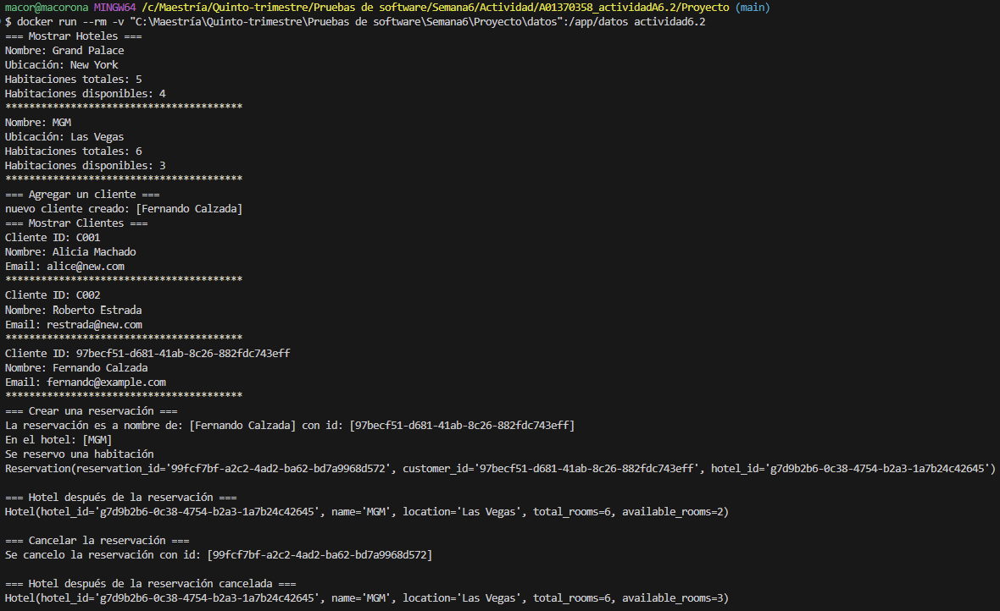 macor@macorona MINGW64 /c/Maestría/Quinto-trimestre/Pruebas de software/Semana6/Actividad/A01370358_actividadA6.2/Proyecto (main)
$ docker run --rm -v "C:\Maestría\Quinto-trimestre\Pruebas de software\Semana6\Proyecto\datos":/app/datos actividad6.2
=== Mostrar Hoteles ===
Nombre: Grand Palace
Ubicación: New York
Habitaciones totales: 5
Habitaciones disponibles: 4
****************************************
Nombre: MGM
Ubicación: Las Vegas
Habitaciones totales: 6
Habitaciones disponibles: 3
****************************************
=== Agregar un cliente ===
nuevo cliente creado: [Fernando Calzada]
=== Mostrar Clientes ===
Cliente ID: C001
Nombre: Alicia Machado
Email: alice@new.com
****************************************
Cliente ID: C002
Nombre: Roberto Estrada
Email: restrada@new.com
****************************************
Cliente ID: 97becf51-d681-41ab-8c26-882fdc743eff
Nombre: Fernando Calzada
Email: fernando@example.com
****************************************
=== Crear una reservación ===
La reservación es a nombre de: [Fernando Calzada] con id: [97becf51-d681-41ab-8c26-882fdc743eff]
En el hotel: [MGM]
Se reservo una habitación
Reservation(reservation_id='99fcf7bf-a2c2-4ad2-ba62-bd7a9968d572', customer_id='97becf51-d681-41ab-8c26-882fdc743eff', hotel_id='g7d9b2b6-0c38-4754-b2a3-1a7b24c42645')
=== Hotel después de la reservación ===
Hotel(hotel_id='g7d9b2b6-0c38-4754-b2a3-1a7b24c42645', name='MGM', location='Las Vegas', total_rooms=6, available_rooms=2)
=== Cancelar la reservación ===
Se cancelo la reservación con id: [99fcf7bf-a2c2-4ad2-ba62-bd7a9968d572]
=== Hotel después de la reservación cancelada ===
Hotel(hotel_id='g7d9b2b6-0c38-4754-b2a3-1a7b24c42645', name='MGM', location='Las Vegas', total_rooms=6, available_rooms=3)